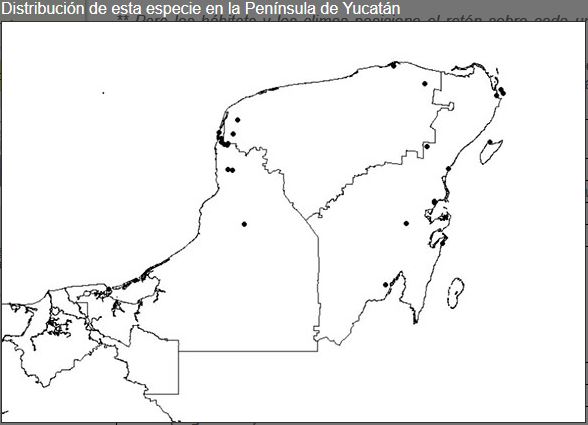 Distribución de esta especie en la Península de Yucatán
** Para los hábitats y los climas posicione el ratón sobre cada